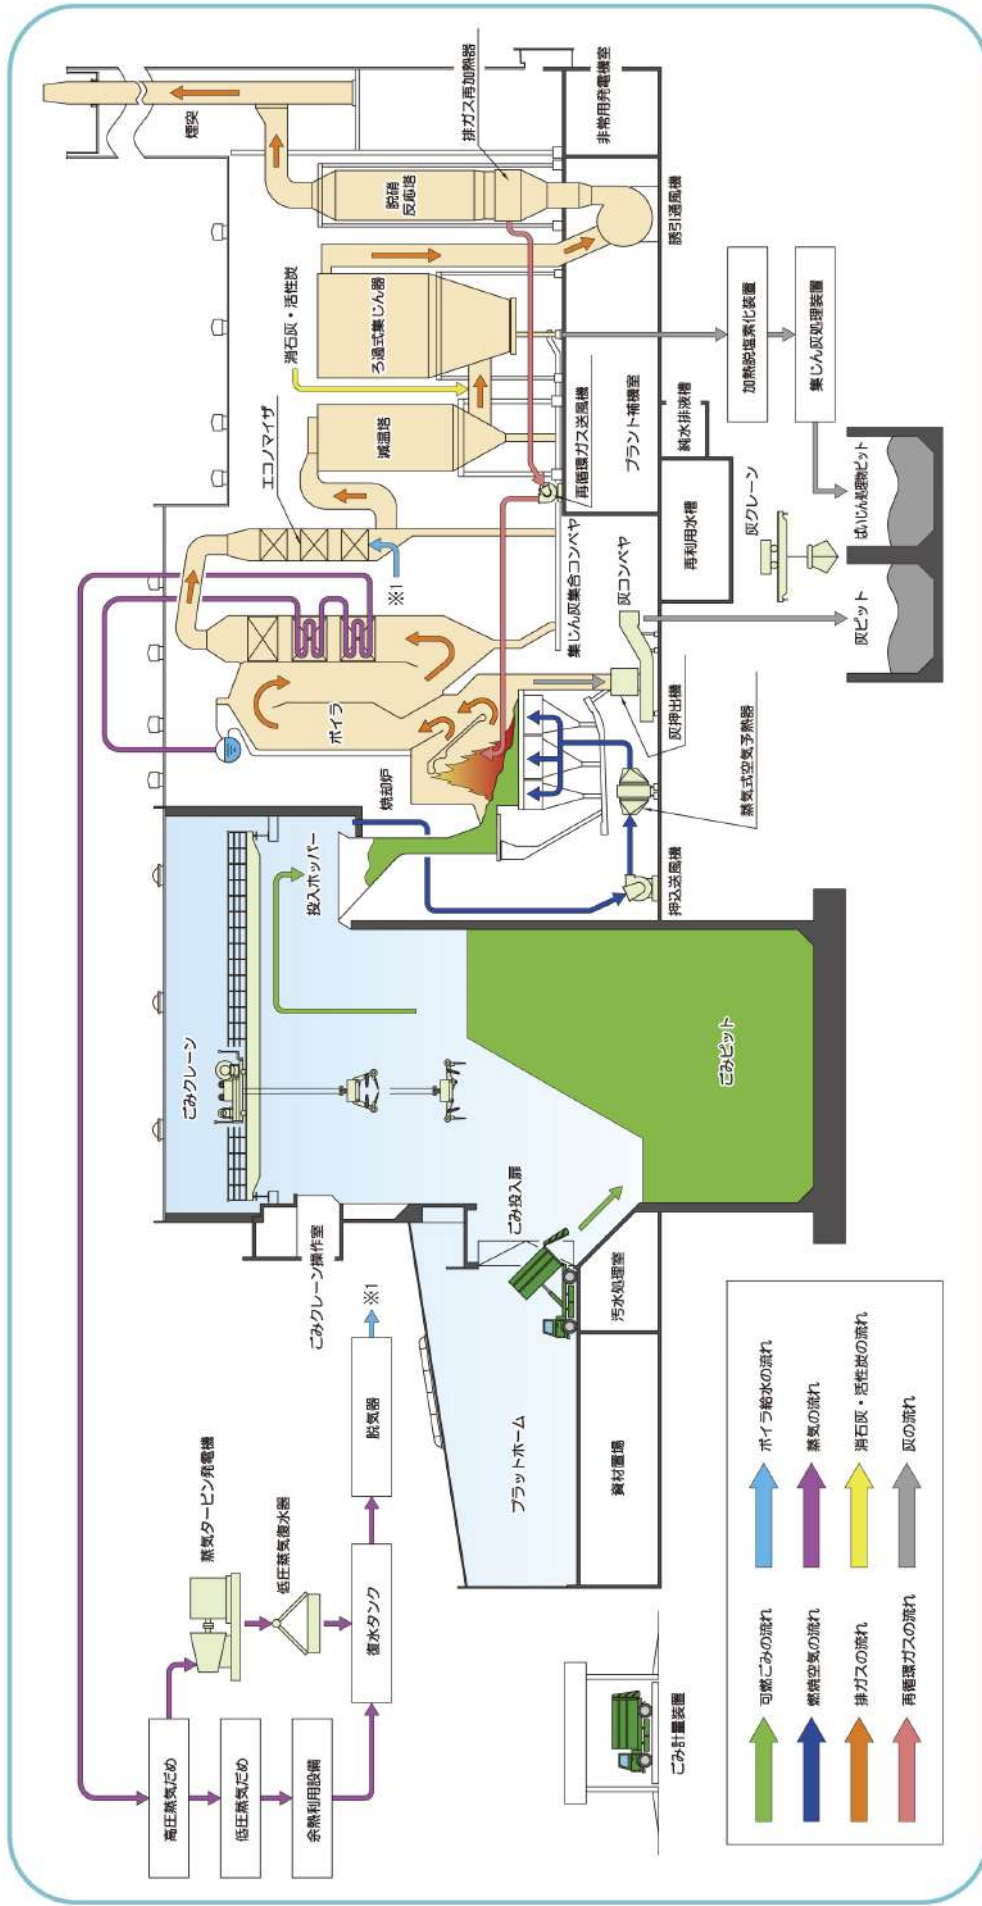 高圧蒸気だめ
低圧蒸気だめ
余熱利用設備
蒸気タービン発電機
低圧蒸気復水器
復水タンク
脱気器
※1
ごみ計量装置
プラットホーム
資材置場
汚水処理室
ごみ投入扉
ごみクレーン操作室
ごみクレーン
ごみピット
投入ホッパー
焼却炉
ボイラ
押込送風機
蒸気式空気予熱器
灰押出機
灰コンベヤ
集じん灰集合コンベヤ
※1
エコノマイザ
減温塔
消石灰・活性炭
ろ過式集じん器
再循環ガス送風機
プラント補機室
再利用水槽
純水排液槽
脱硝
反応塔
排ガス再加熱器
煙突
非常用発電機室
誘引通風機
加熱脱塩素化装置
集じん灰処理装置
灰クレーン
灰ピット
ばいじん処理物ピット
可燃ごみの流れ
燃焼空気の流れ
排ガスの流れ
再循環ガスの流れ
ボイラ給水の流れ
蒸気の流れ
消石灰・活性炭の流れ
灰の流れ